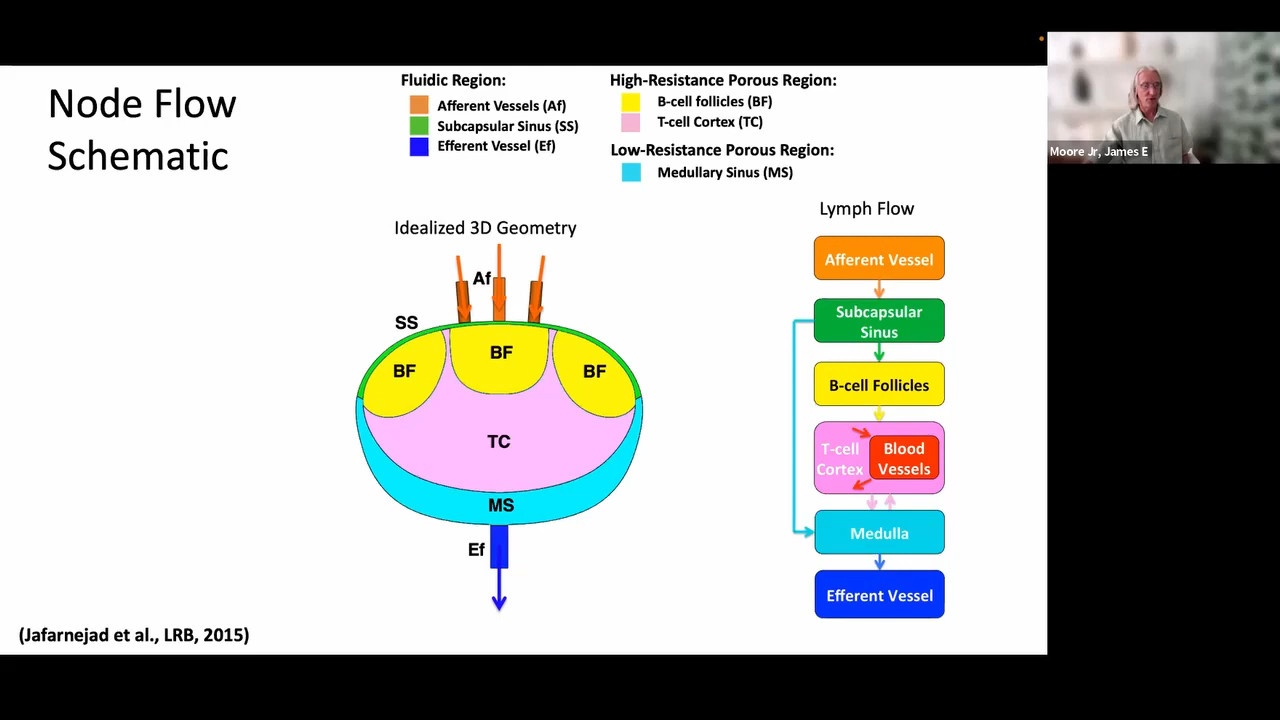 Node Flow
Schematic
Fluidic Region:
Afferent Vessels (Af)
Subcapsular Sinus (SS)
Efferent Vessel (Ef)
High-Resistance Porous Region:
B-cell follicles (BF)
T-cell Cortex (TC)
Low-Resistance Porous Region:
Medullary Sinus (MS)
Moore Jr, James E
Idealized 3D Geometry
Af
SS
BF
BF
BF
TC
MS
Ef
Lymph Flow
Afferent Vessel
Subcapsular
Sinus
B-cell Follicles
T-cell
Cortex
Blood
Vessels
Medulla
Efferent Vessel
(Jafarnejad et al., LRB, 2015)